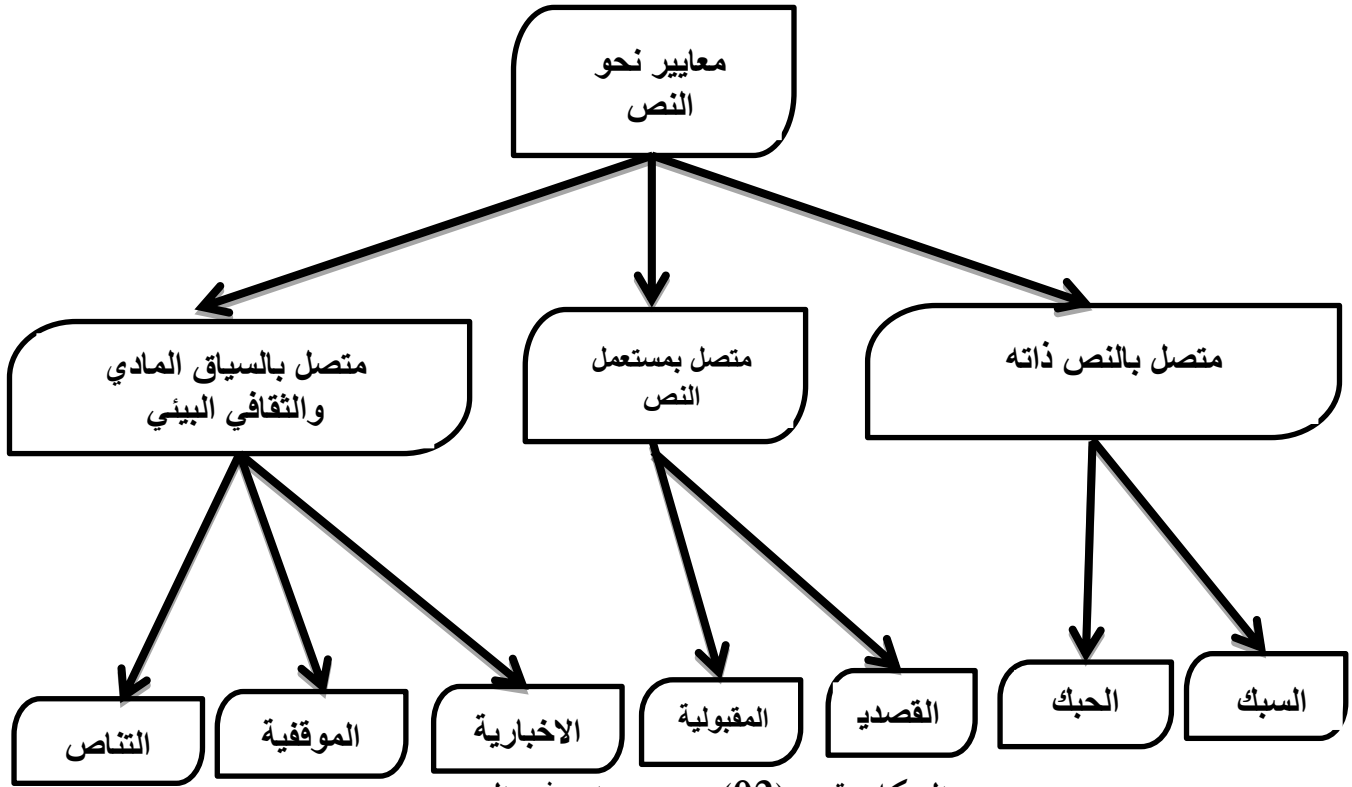 معايير نحو
النص
متصل بالنص ذاته
متصل بمستعمل
النص
متصل بالسياق المادي
والثقافي البيئي
السبك
الحبك
القصدي
المقبولية
الاخبارية
الموقفية
التناص
(02)